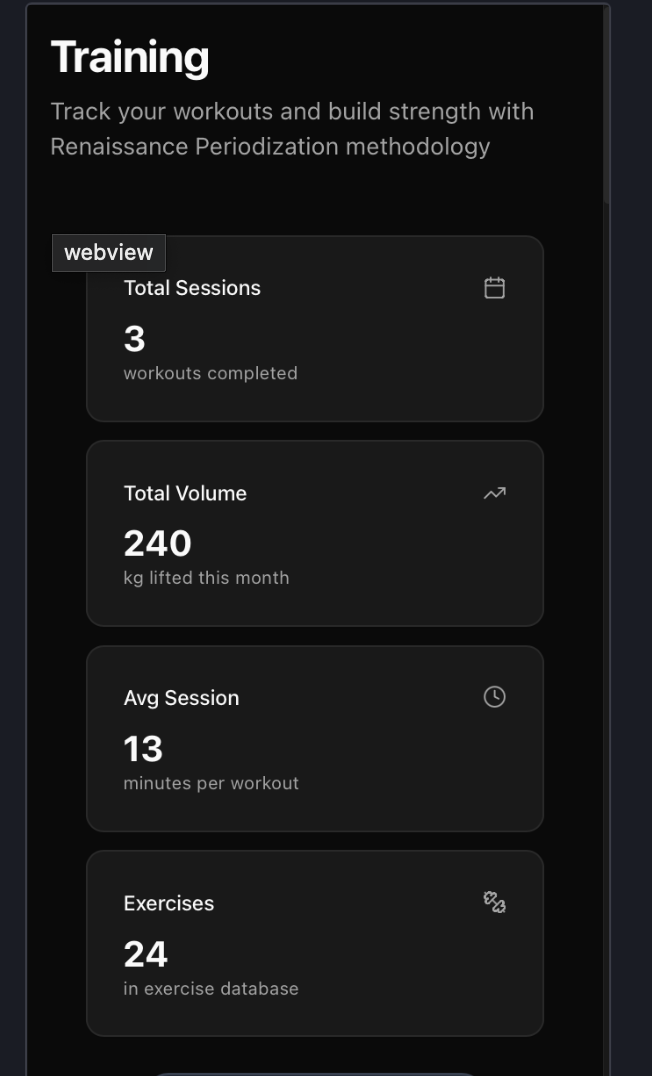 Training
Track your workouts and build strength with
Renaissance Periodization methodology
webview
Total Sessions
3
workouts completed
Total Volume
240
kg lifted this month
Avg Session
13
minutes per workout
Exercises
24
in exercise database